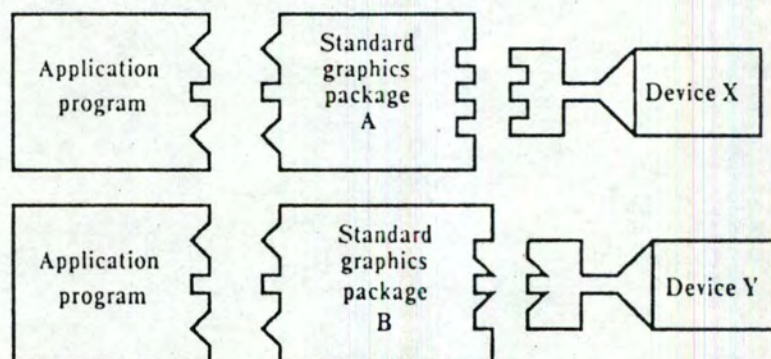 Application
program
Standard
graphics
package
A
Device X
Application
program
Standard
graphics
package
B
Device Y